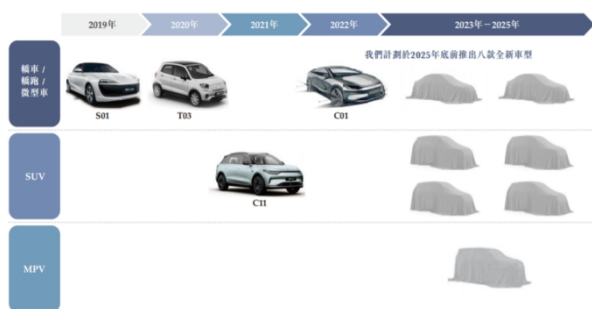 2019年
2020年
2021年
2022年
2023年－2025年
轎車 /
轎跑 /
微型車
我們計劃於2025年底前推出八款全新車型
S01
T03
C01
SUV
C11
MPV